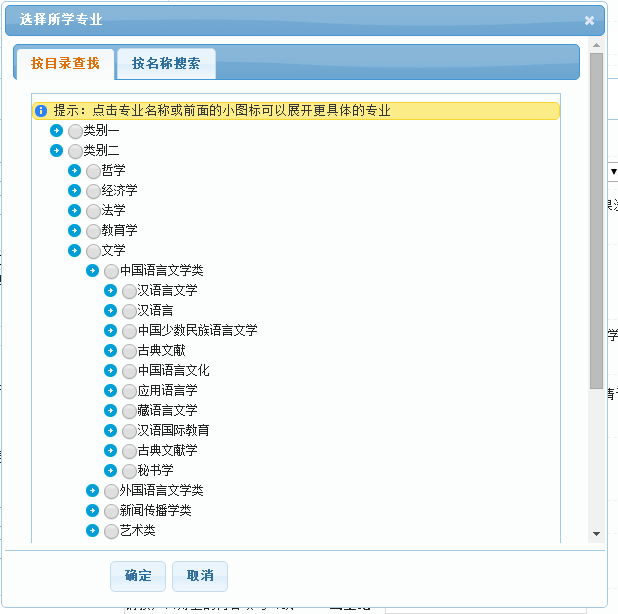 选择所学专业
按目录查找
按名称搜索
提示：点击专业名称或前面的小图标可以展开更具体的专业
类别一
类别二
哲学
经济学
法学
教育学
文学
中国语言文学类
汉语言文学
汉语言
中国少数民族语言文学
古典文献
中国语言文化
应用语言学
藏语言文学
汉语国际教育
古典文献学
秘书学
外国语言文学类
新闻传播学类
艺术类
确定
取消